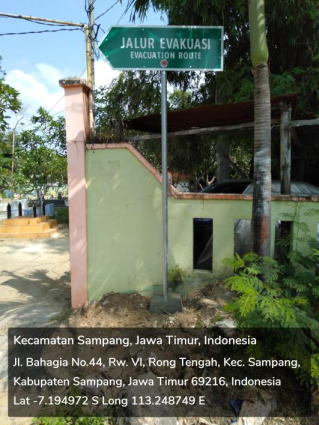 JALUR EVAKUASI
EVACUATION ROUTE
Kecamatan Sampang, Jawa Timur, Indonesia
Jl. Bahagia No.44, Rw. VI, Rong Tengah, Kec. Sampang,
Kabupaten Sampang, Jawa Timur 69216, Indonesia
Lat -7.194972 S Long 113.248749 E